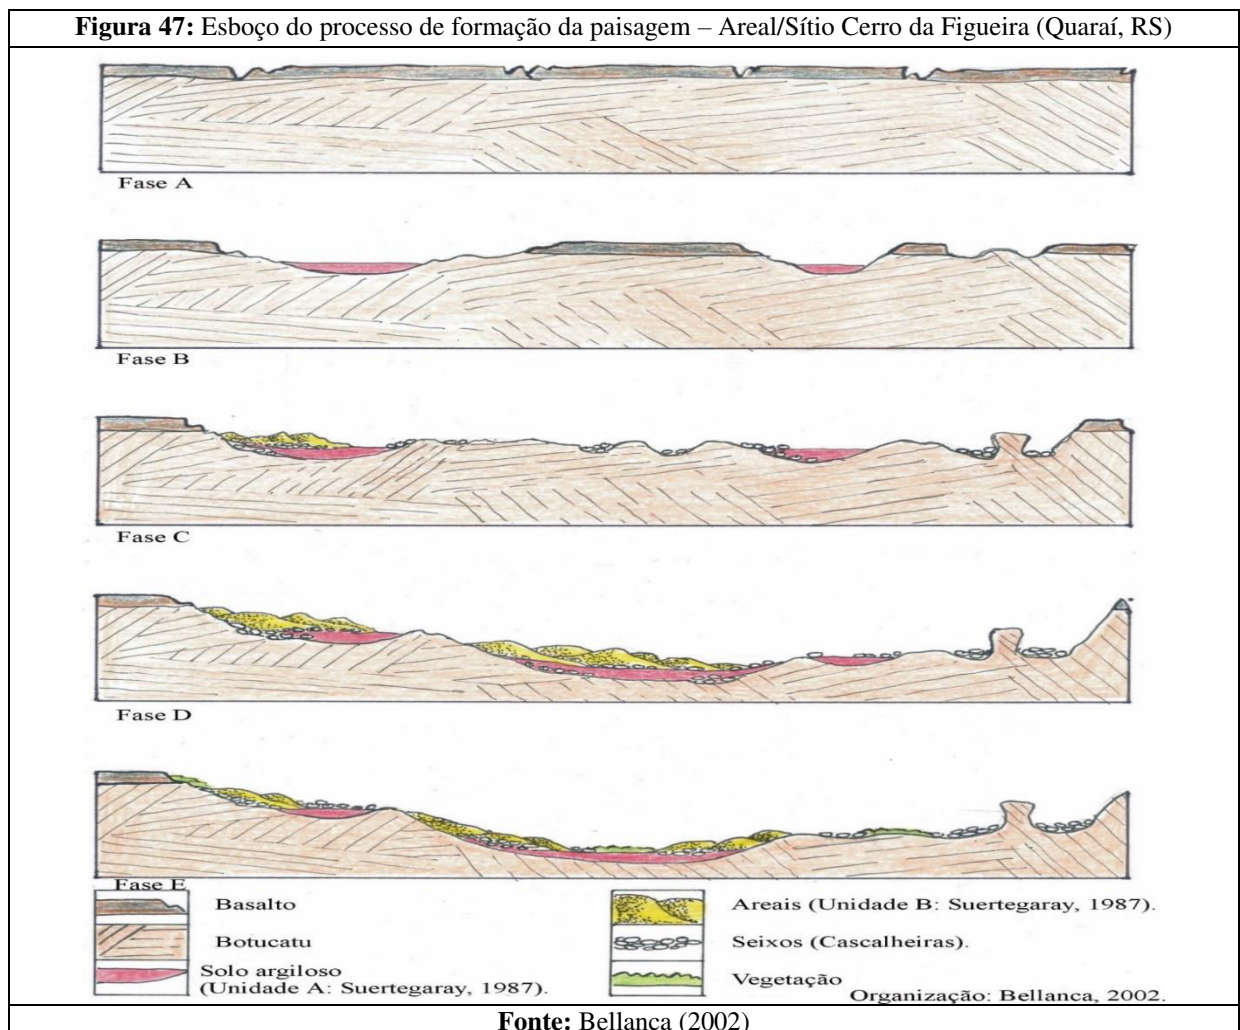 Figura 47: Esboço do processo de formação da paisagem – Areal/Sítio Cerro da Figueira (Quaraí, RS)
Fase A
Fase B
Fase C
Fase D
Fase E
Basalto
Botucatu
Solo argiloso
(Unidade A: Suertegaray, 1987).
Areais (Unidade B: Suertegaray, 1987).
Seixos (Cascalheiras).
Vegetação
Organização: Bellanca, 2002.
Fonte: Bellanca (2002)